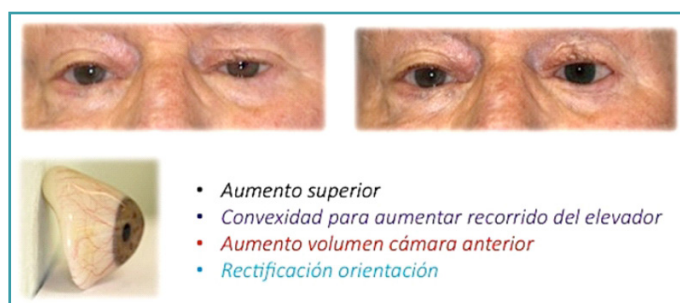 • Aumento superior
• Convexidad para aumentar recorrido del elevador
• Aumento volumen cámara anterior
• Rectificación orientación